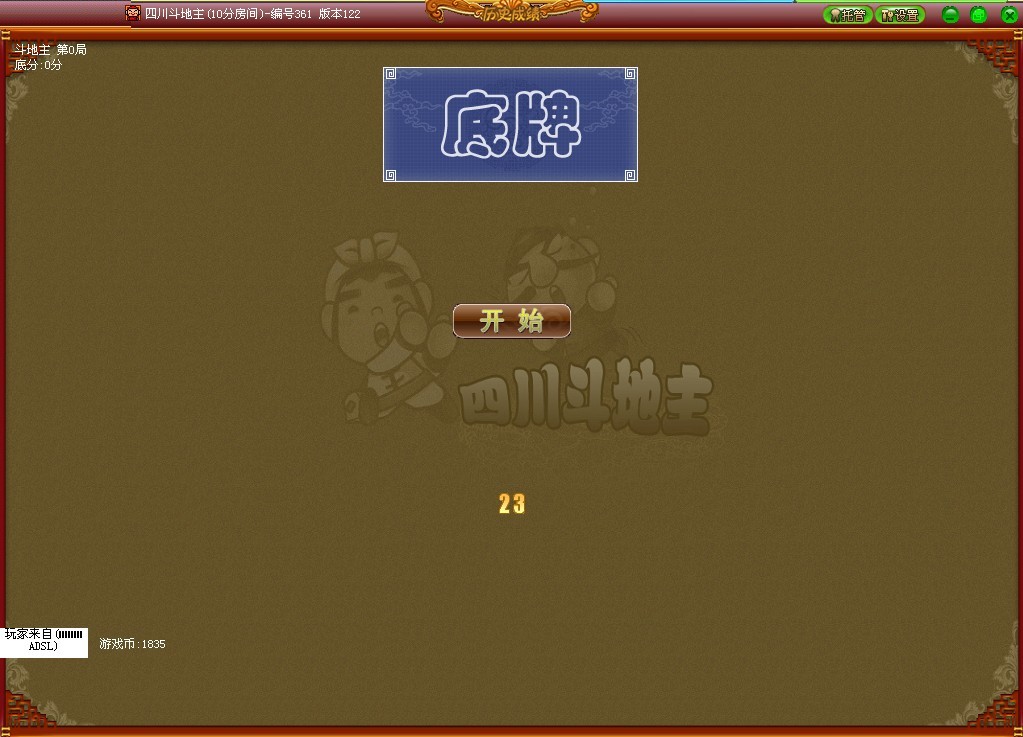 四川斗地主(10分房间)-编号361 版本122
历史成绩
托管
设置
斗地主 第0局
底分:0分
底牌
开 始
四川斗地主
23
玩家来自(
ADSL)
游戏币:1835